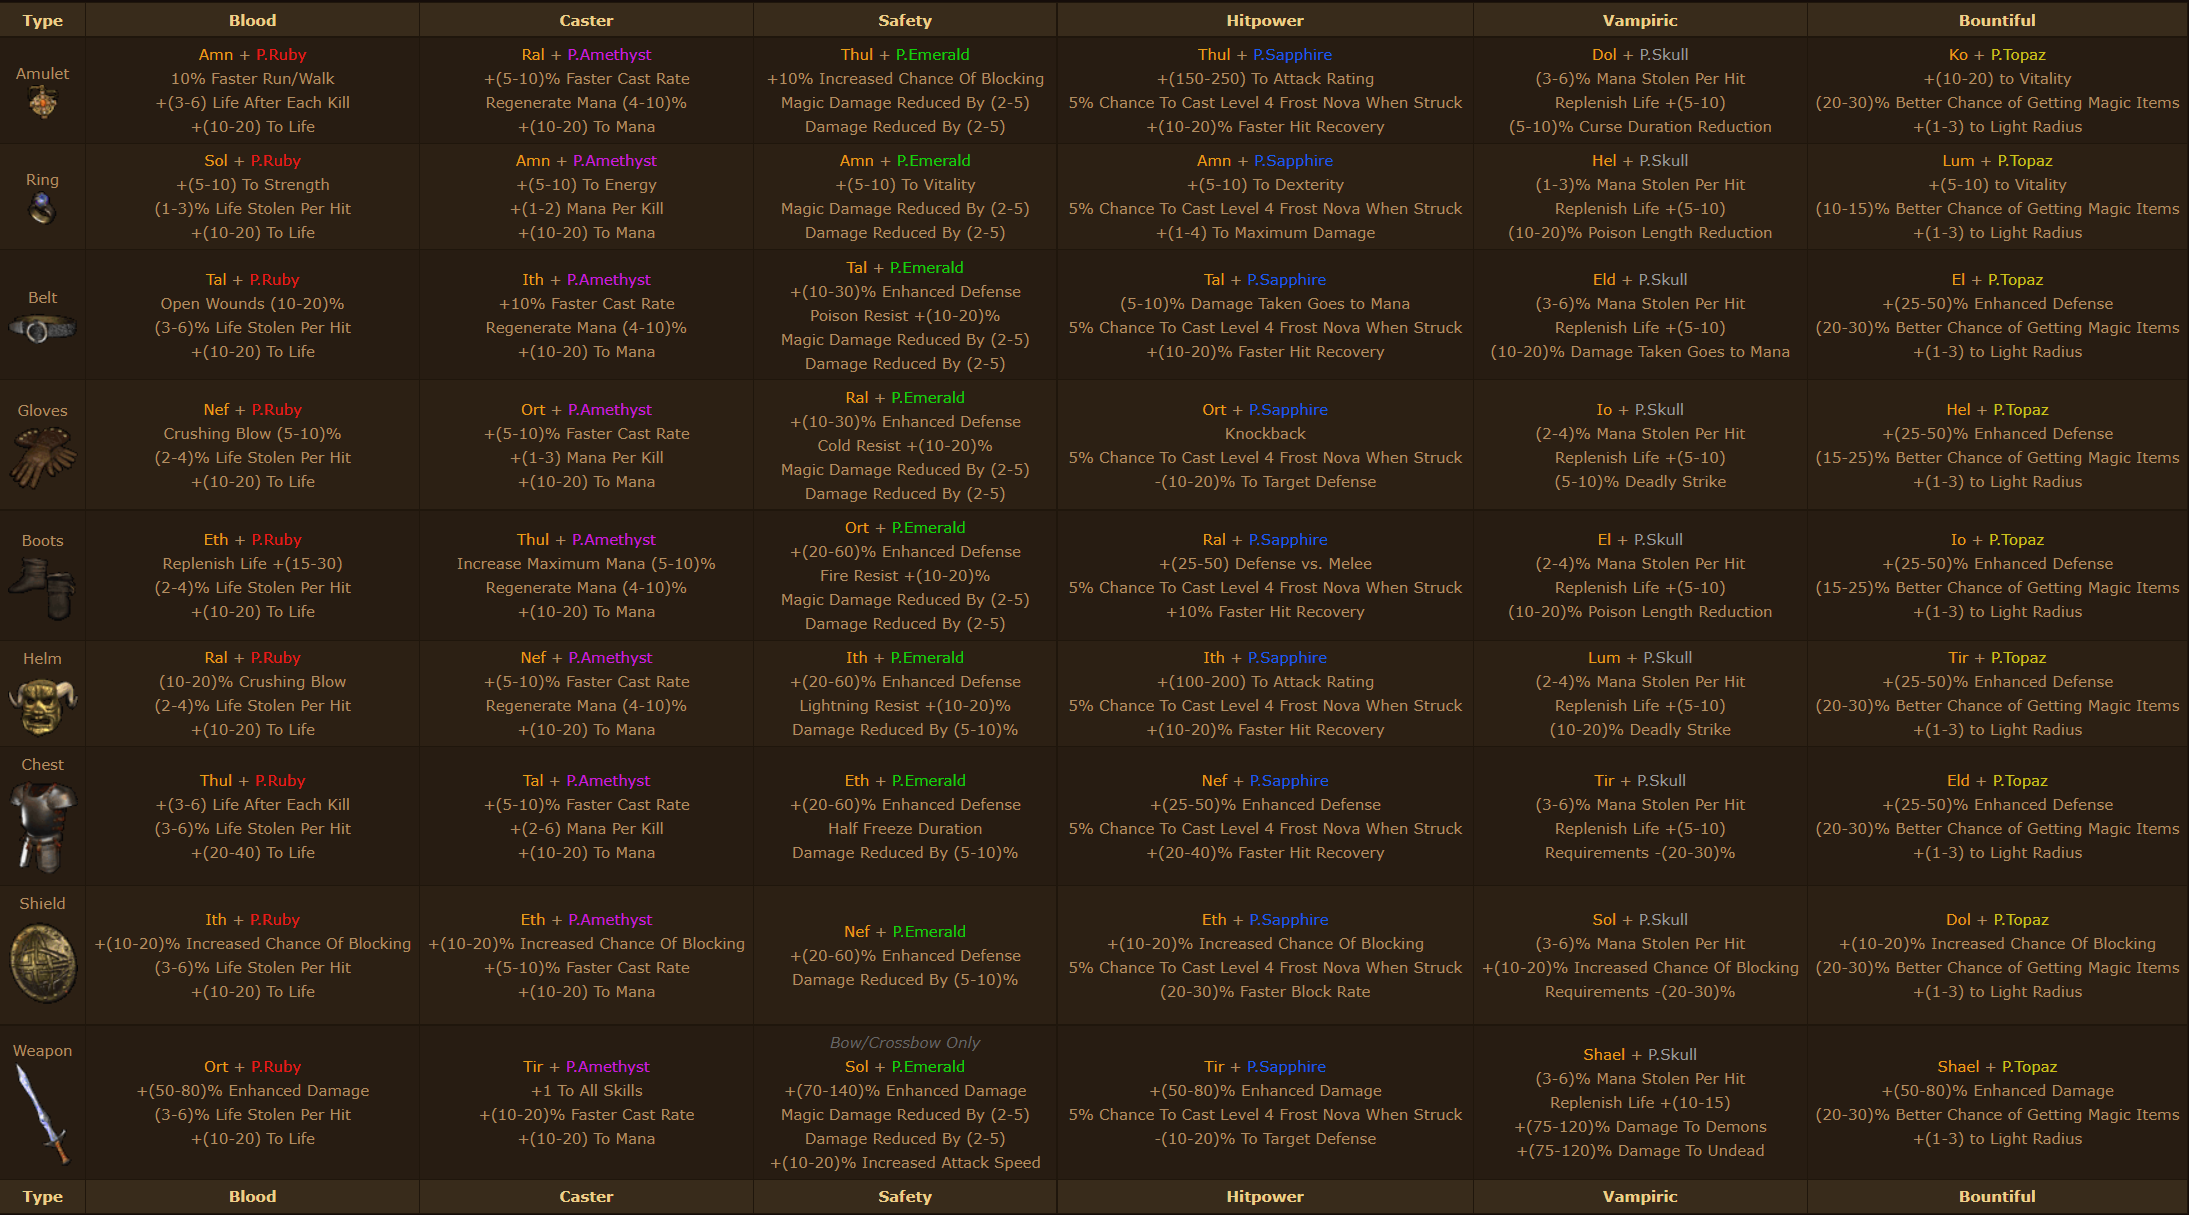 Type Blood Caster Safety Hitpower Vampiric Bountiful
Amulet
Amn + P.Ruby
10% Faster Run/Walk
+(3-6) Life After Each Kill
+(10-20) To Life
Ral + P.Amethyst
+(5-10)% Faster Cast Rate
Regenerate Mana (4-10)%
+(10-20) To Mana
Thul + P.Emerald
+10% Increased Chance Of Blocking
Magic Damage Reduced By (2-5)
Damage Reduced By (2-5)
Thul + P.Sapphire
+(150-250) To Attack Rating
5% Chance To Cast Level 4 Frost Nova When Struck
+(10-20)% Faster Hit Recovery
Dol + P.Skull
(3-6)% Mana Stolen Per Hit
Replenish Life +(5-10)
(5-10)% Curse Duration Reduction
Ko + P.Topaz
+(10-20) to Vitality
(20-30)% Better Chance of Getting Magic Items
+(1-3) to Light Radius
Ring
Sol + P.Ruby
+(5-10) To Strength
(1-3)% Life Stolen Per Hit
+(10-20) To Life
Amn + P.Amethyst
+(5-10) To Energy
+(1-2) Mana Per Kill
+(10-20) To Mana
Amn + P.Emerald
+(5-10) To Vitality
Magic Damage Reduced By (2-5)
Damage Reduced By (2-5)
Amn + P.Sapphire
+(5-10) To Dexterity
5% Chance To Cast Level 4 Frost Nova When Struck
+(1-4) To Maximum Damage
Hel + P.Skull
(1-3)% Mana Stolen Per Hit
Replenish Life +(5-10)
(10-20)% Poison Length Reduction
Lum + P.Topaz
+(5-10) to Vitality
(10-15)% Better Chance of Getting Magic Items
+(1-3) to Light Radius
Belt
Tal + P.Ruby
Open Wounds (10-20)%
(3-6)% Life Stolen Per Hit
+(10-20) To Life
Ith + P.Amethyst
+10% Faster Cast Rate
Regenerate Mana (4-10)%
+(10-20) To Mana
Tal + P.Emerald
+(10-30)% Enhanced Defense
Poison Resist +(10-20)%
Magic Damage Reduced By (2-5)
Damage Reduced By (2-5)
Tal + P.Sapphire
(5-10)% Damage Taken Goes to Mana
5% Chance To Cast Level 4 Frost Nova When Struck
+(10-20)% Faster Hit Recovery
Eld + P.Skull
(3-6)% Mana Stolen Per Hit
Replenish Life +(5-10)
(10-20)% Damage Taken Goes to Mana
El + P.Topaz
+(25-50)% Enhanced Defense
(20-30)% Better Chance of Getting Magic Items
+(1-3) to Light Radius
Gloves
Nef + P.Ruby
Crushing Blow (5-10)%
(2-4)% Life Stolen Per Hit
+(10-20) To Life
Ort + P.Amethyst
+(5-10)% Faster Cast Rate
+(1-3) Mana Per Kill
+(10-20) To Mana
Ral + P.Emerald
+(10-30)% Enhanced Defense
Cold Resist +(10-20)%
Magic Damage Reduced By (2-5)
Damage Reduced By (2-5)
Ort + P.Sapphire
Knockback
5% Chance To Cast Level 4 Frost Nova When Struck
-(10-20)% To Target Defense
Io + P.Skull
(2-4)% Mana Stolen Per Hit
Replenish Life +(5-10)
(5-10)% Deadly Strike
Hel + P.Topaz
+(25-50)% Enhanced Defense
(15-25)% Better Chance of Getting Magic Items
+(1-3) to Light Radius
Boots
Eth + P.Ruby
Replenish Life +(15-30)
(2-4)% Life Stolen Per Hit
+(10-20) To Life
Thul + P.Amethyst
Increase Maximum Mana (5-10)%
Regenerate Mana (4-10)%
+(10-20) To Mana
Ort + P.Emerald
+(20-60)% Enhanced Defense
Fire Resist +(10-20)%
Magic Damage Reduced By (2-5)
Damage Reduced By (2-5)
Ral + P.Sapphire
+(25-50) Defense vs. Melee
5% Chance To Cast Level 4 Frost Nova When Struck
+10% Faster Hit Recovery
El + P.Skull
(2-4)% Mana Stolen Per Hit
Replenish Life +(5-10)
(10-20)% Poison Length Reduction
Io + P.Topaz
+(25-50)% Enhanced Defense
(15-25)% Better Chance of Getting Magic Items
+(1-3) to Light Radius
Helm
Ral + P.Ruby
(10-20)% Crushing Blow
(2-4)% Life Stolen Per Hit
+(10-20) To Life
Nef + P.Amethyst
+(5-10)% Faster Cast Rate
Regenerate Mana (4-10)%
+(10-20) To Mana
Ith + P.Emerald
+(20-60)% Enhanced Defense
Lightning Resist +(10-20)%
Damage Reduced By (5-10)%
Ith + P.Sapphire
+(100-200) To Attack Rating
5% Chance To Cast Level 4 Frost Nova When Struck
+(10-20)% Faster Hit Recovery
Lum + P.Skull
(2-4)% Mana Stolen Per Hit
Replenish Life +(5-10)
(10-20)% Deadly Strike
Tir + P.Topaz
+(25-50)% Enhanced Defense
(20-30)% Better Chance of Getting Magic Items
+(1-3) to Light Radius
Chest
Thul + P.Ruby
+(3-6) Life After Each Kill
(3-6)% Life Stolen Per Hit
+(20-40) To Life
Tal + P.Amethyst
+(5-10)% Faster Cast Rate
+(2-6) Mana Per Kill
+(10-20) To Mana
Eth + P.Emerald
+(20-60)% Enhanced Defense
Half Freeze Duration
Damage Reduced By (5-10)%
Nef + P.Sapphire
+(25-50)% Enhanced Defense
5% Chance To Cast Level 4 Frost Nova When Struck
+(20-40)% Faster Hit Recovery
Tir + P.Skull
(3-6)% Mana Stolen Per Hit
Replenish Life +(5-10)
Requirements -(20-30)%
Eld + P.Topaz
+(25-50)% Enhanced Defense
(20-30)% Better Chance of Getting Magic Items
+(1-3) to Light Radius
Shield
Ith + P.Ruby
+(10-20)% Increased Chance Of Blocking
(3-6)% Life Stolen Per Hit
+(10-20) To Life
Eth + P.Amethyst
+(10-20)% Increased Chance Of Blocking
+(5-10)% Faster Cast Rate
+(10-20) To Mana
Nef + P.Emerald
+(20-60)% Enhanced Defense
Damage Reduced By (5-10)%
Eth + P.Sapphire
+(10-20)% Increased Chance Of Blocking
5% Chance To Cast Level 4 Frost Nova When Struck
(20-30)% Faster Block Rate
Sol + P.Skull
(3-6)% Mana Stolen Per Hit
+(10-20)% Increased Chance Of Blocking
Requirements -(20-30)%
Dol + P.Topaz
+(10-20)% Increased Chance Of Blocking
(20-30)% Better Chance of Getting Magic Items
+(1-3) to Light Radius
Weapon
Ort + P.Ruby
+(50-80)% Enhanced Damage
(3-6)% Life Stolen Per Hit
+(10-20) To Life
Tir + P.Amethyst
+1 To All Skills
+(10-20)% Faster Cast Rate
+(10-20) To Mana
Bow/Crossbow Only
Sol + P.Emerald
+(70-140)% Enhanced Damage
Magic Damage Reduced By (2-5)
Damage Reduced By (2-5)
+(10-20)% Increased Attack Speed
Tir + P.Sapphire
+(50-80)% Enhanced Damage
5% Chance To Cast Level 4 Frost Nova When Struck
-(10-20)% To Target Defense
Shael + P.Skull
(3-6)% Mana Stolen Per Hit
Replenish Life +(10-15)
+(75-120)% Damage To Demons
+(75-120)% Damage To Undead
Shael + P.Topaz
+(50-80)% Enhanced Damage
(20-30)% Better Chance of Getting Magic Items
+(1-3) to Light Radius
Type Blood Caster Safety Hitpower Vampiric Bountiful